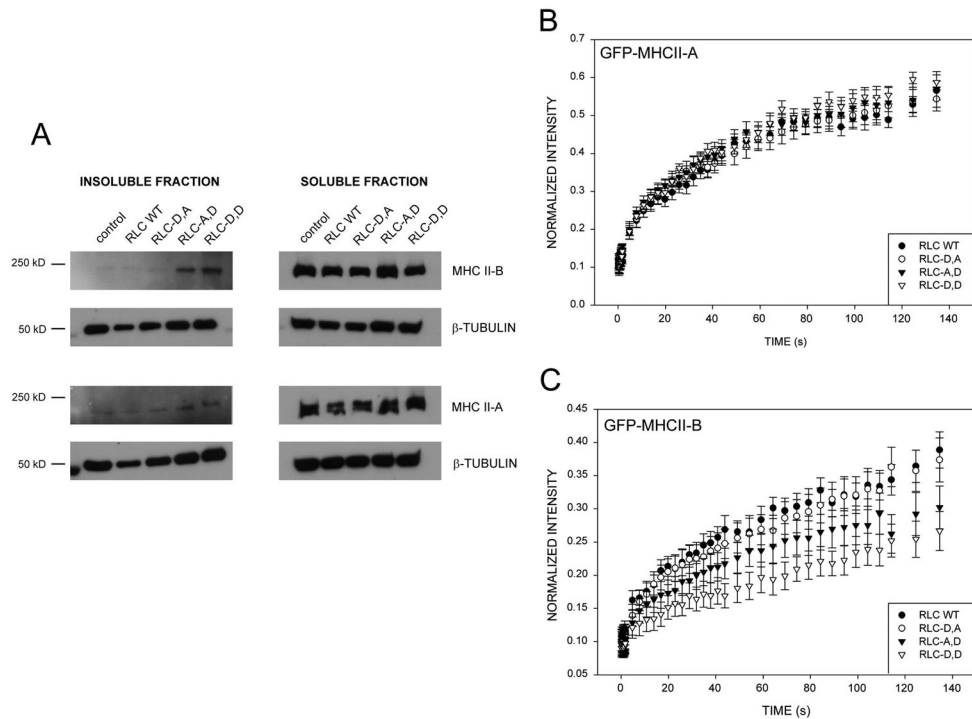 A
INSOLUBLE FRACTION
SOLUBLE FRACTION
control
RLC WT
RLC-D,A
RLC-A,D
RLC-D,D
control
RLC WT
RLC-D,A
RLC-A,D
RLC-D,D
250 kD
MHC II-B
50 kD
β-TUBULIN
250 kD
MHC II-A
50 kD
β-TUBULIN
B
GFP-MHCII-A
NORMALIZED INTENSITY
0.7
0.6
0.5
0.4
0.3
0.2
0.1
0.0
0 20 40 60 80 100 120 140
TIME (s)
RLC WT
RLC-D,A
RLC-A,D
RLC-D,D
C
GFP-MHCII-B
NORMALIZED INTENSITY
0.45
0.40
0.35
0.30
0.25
0.20
0.15
0.10
0.05
0 20 40 60 80 100 120 140
TIME (s)
RLC WT
RLC-D,A
RLC-A,D
RLC-D,D